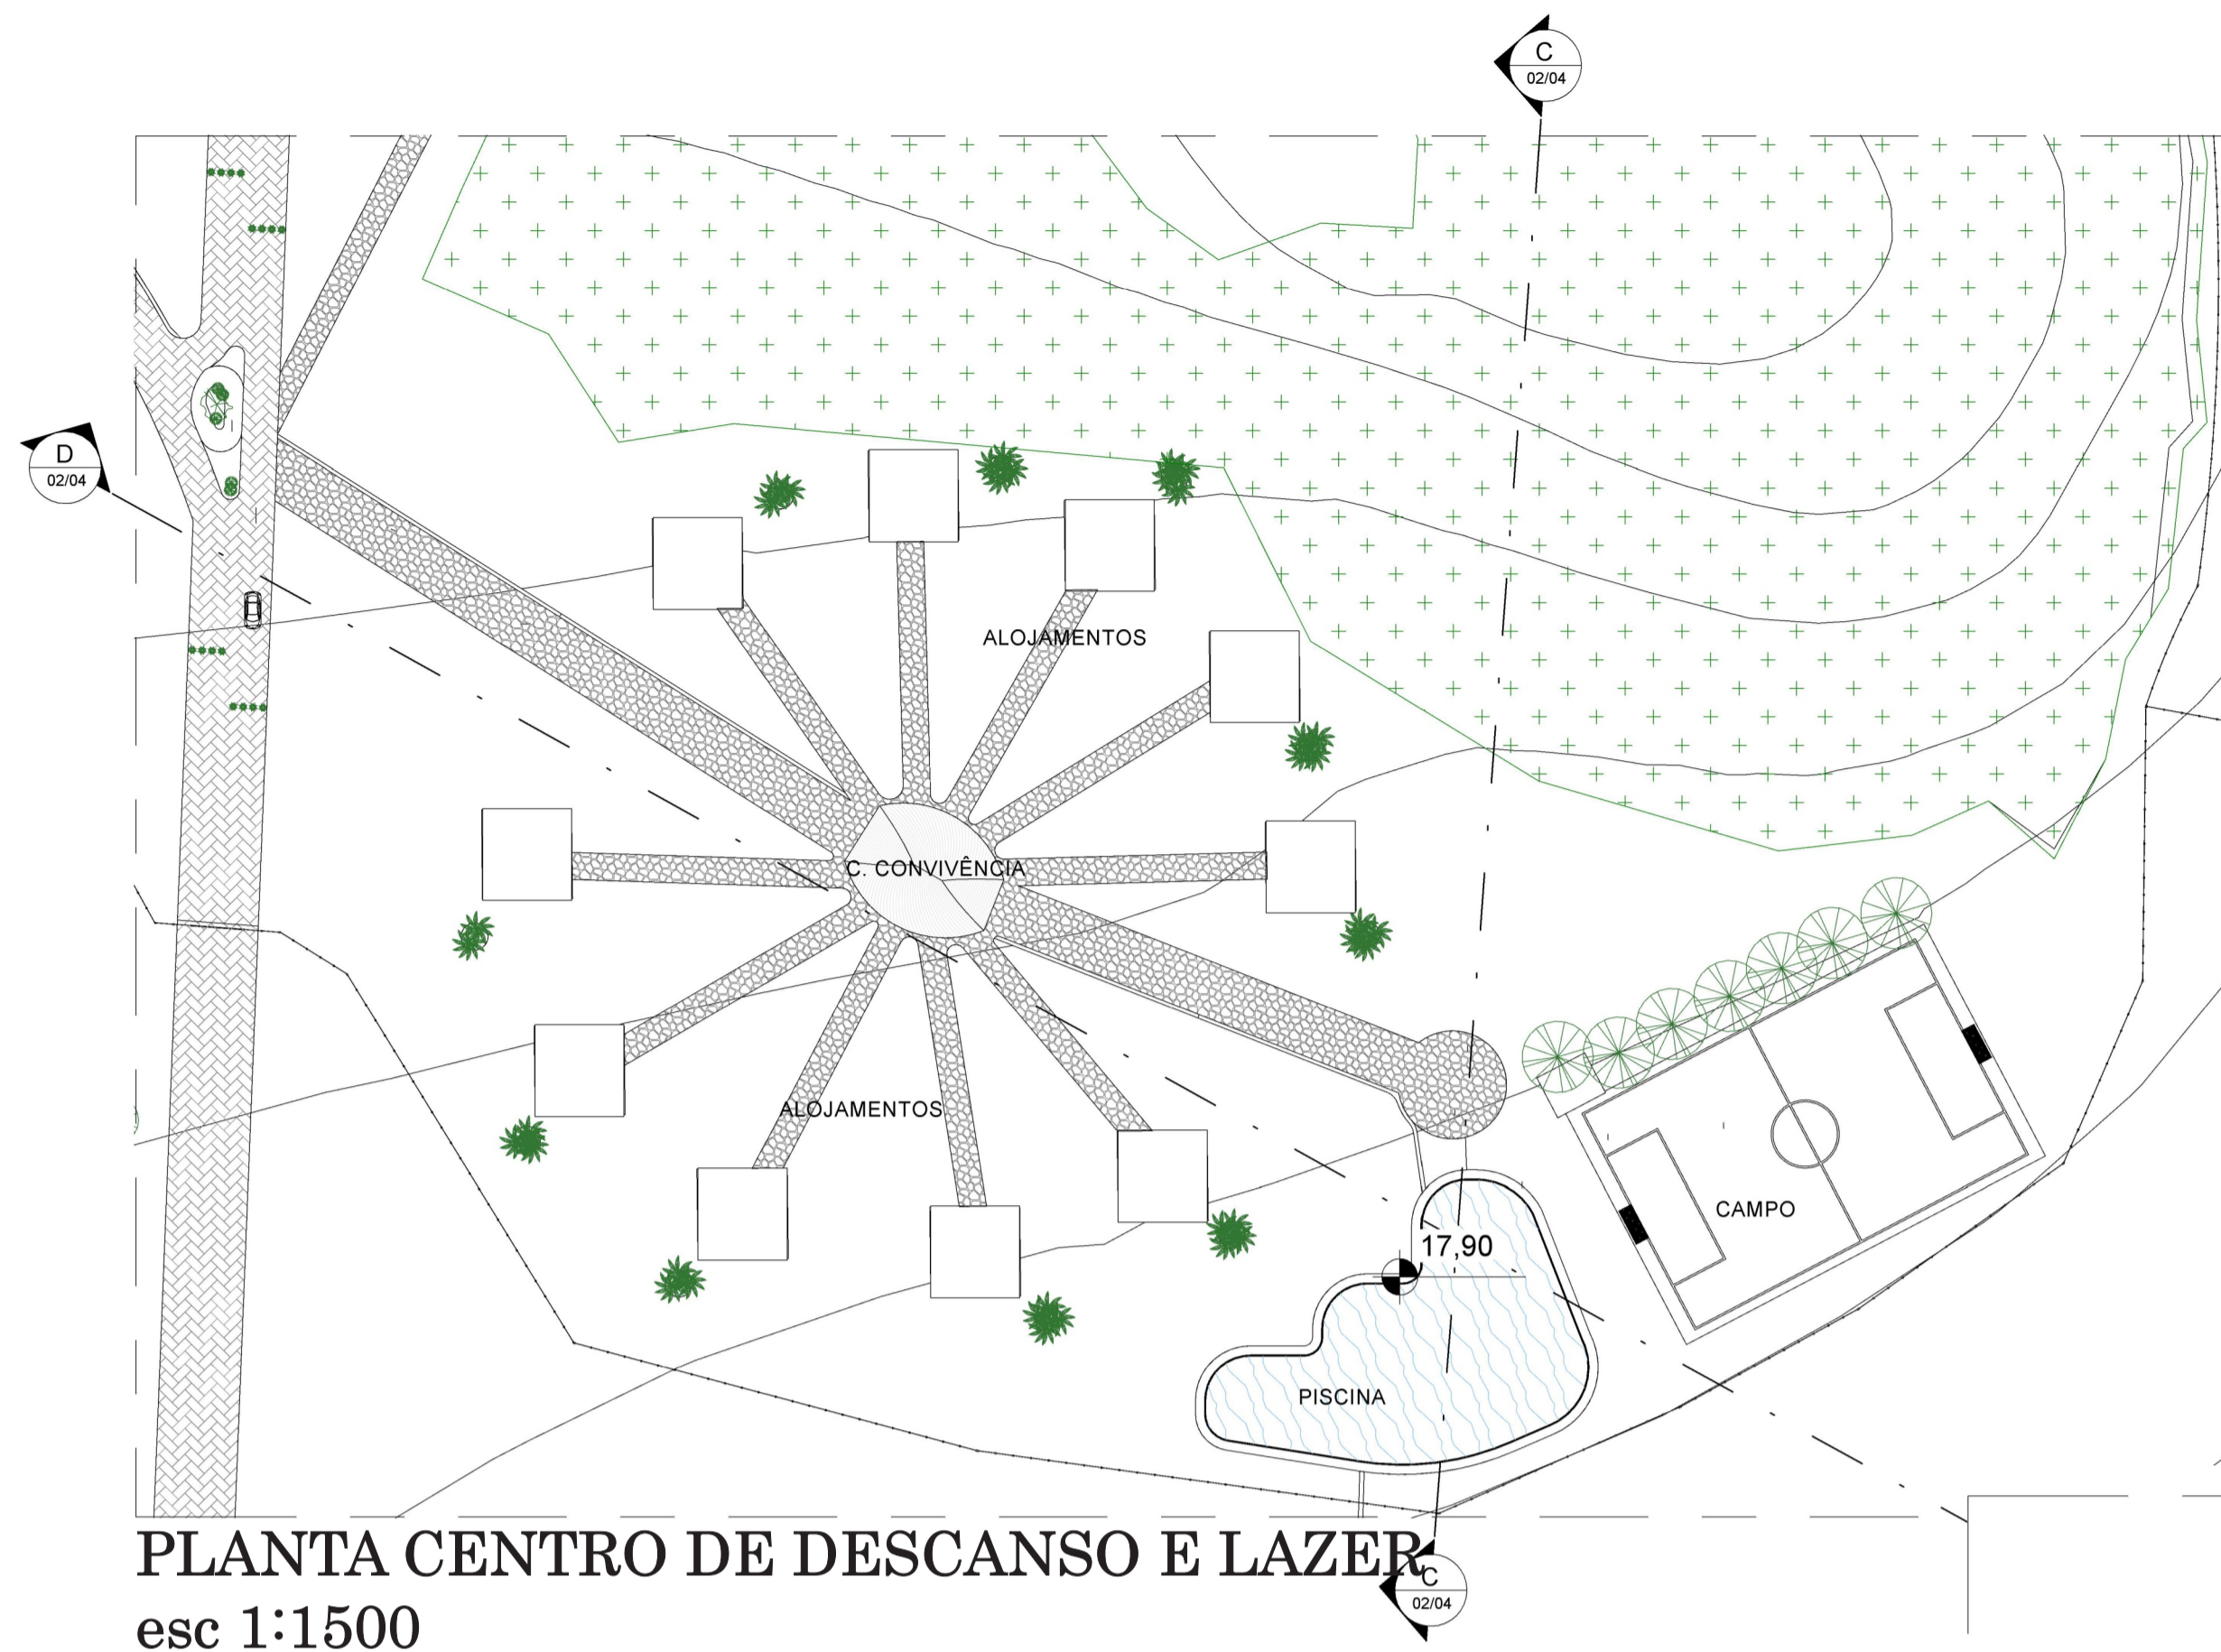 C
02/04
D
02/04
ALOJAMENTOS
C. CONVIVÊNCIA
ALOJAMENTOS
CAMPO
17,90
PISCINA
PLANTA CENTRO DE DESCANSO E LAZER
C
02/04
esc 1:1500